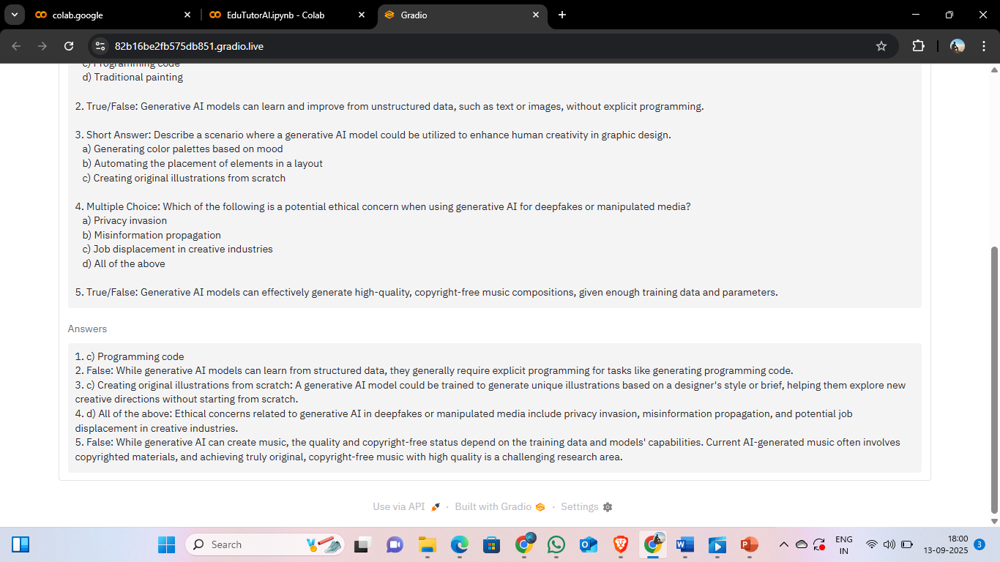 colab.google
EduTutorAI.ipynb - Colab
Gradio
82b16be2fb575db851.gradio.live
c) Programming code
d) Traditional painting
2. True/False: Generative AI models can learn and improve from unstructured data, such as text or images, without explicit programming.
3. Short Answer: Describe a scenario where a generative AI model could be utilized to enhance human creativity in graphic design.
a) Generating color palettes based on mood
b) Automating the placement of elements in a layout
c) Creating original illustrations from scratch
4. Multiple Choice: Which of the following is a potential ethical concern when using generative AI for deepfakes or manipulated media?
a) Privacy invasion
b) Misinformation propagation
c) Job displacement in creative industries
d) All of the above
5. True/False: Generative AI models can effectively generate high-quality, copyright-free music compositions, given enough training data and parameters.
Answers
1. c) Programming code
2. False: While generative AI models can learn from structured data, they generally require explicit programming for tasks like generating programming code.
3. c) Creating original illustrations from scratch: A generative AI model could be trained to generate unique illustrations based on a designer's style or brief, helping them explore new
creative directions without starting from scratch.
4. d) All of the above: Ethical concerns related to generative AI in deepfakes or manipulated media include privacy invasion, misinformation propagation, and potential job
displacement in creative industries.
5. False: While generative AI can create music, the quality and copyright-free status depend on the training data and models' capabilities. Current AI-generated music often involves
copyrighted materials, and achieving truly original, copyright-free music with high quality is a challenging research area.
Use via API · Built with Gradio · Settings
Search
ENG
IN
18:00
13-09-2025
3